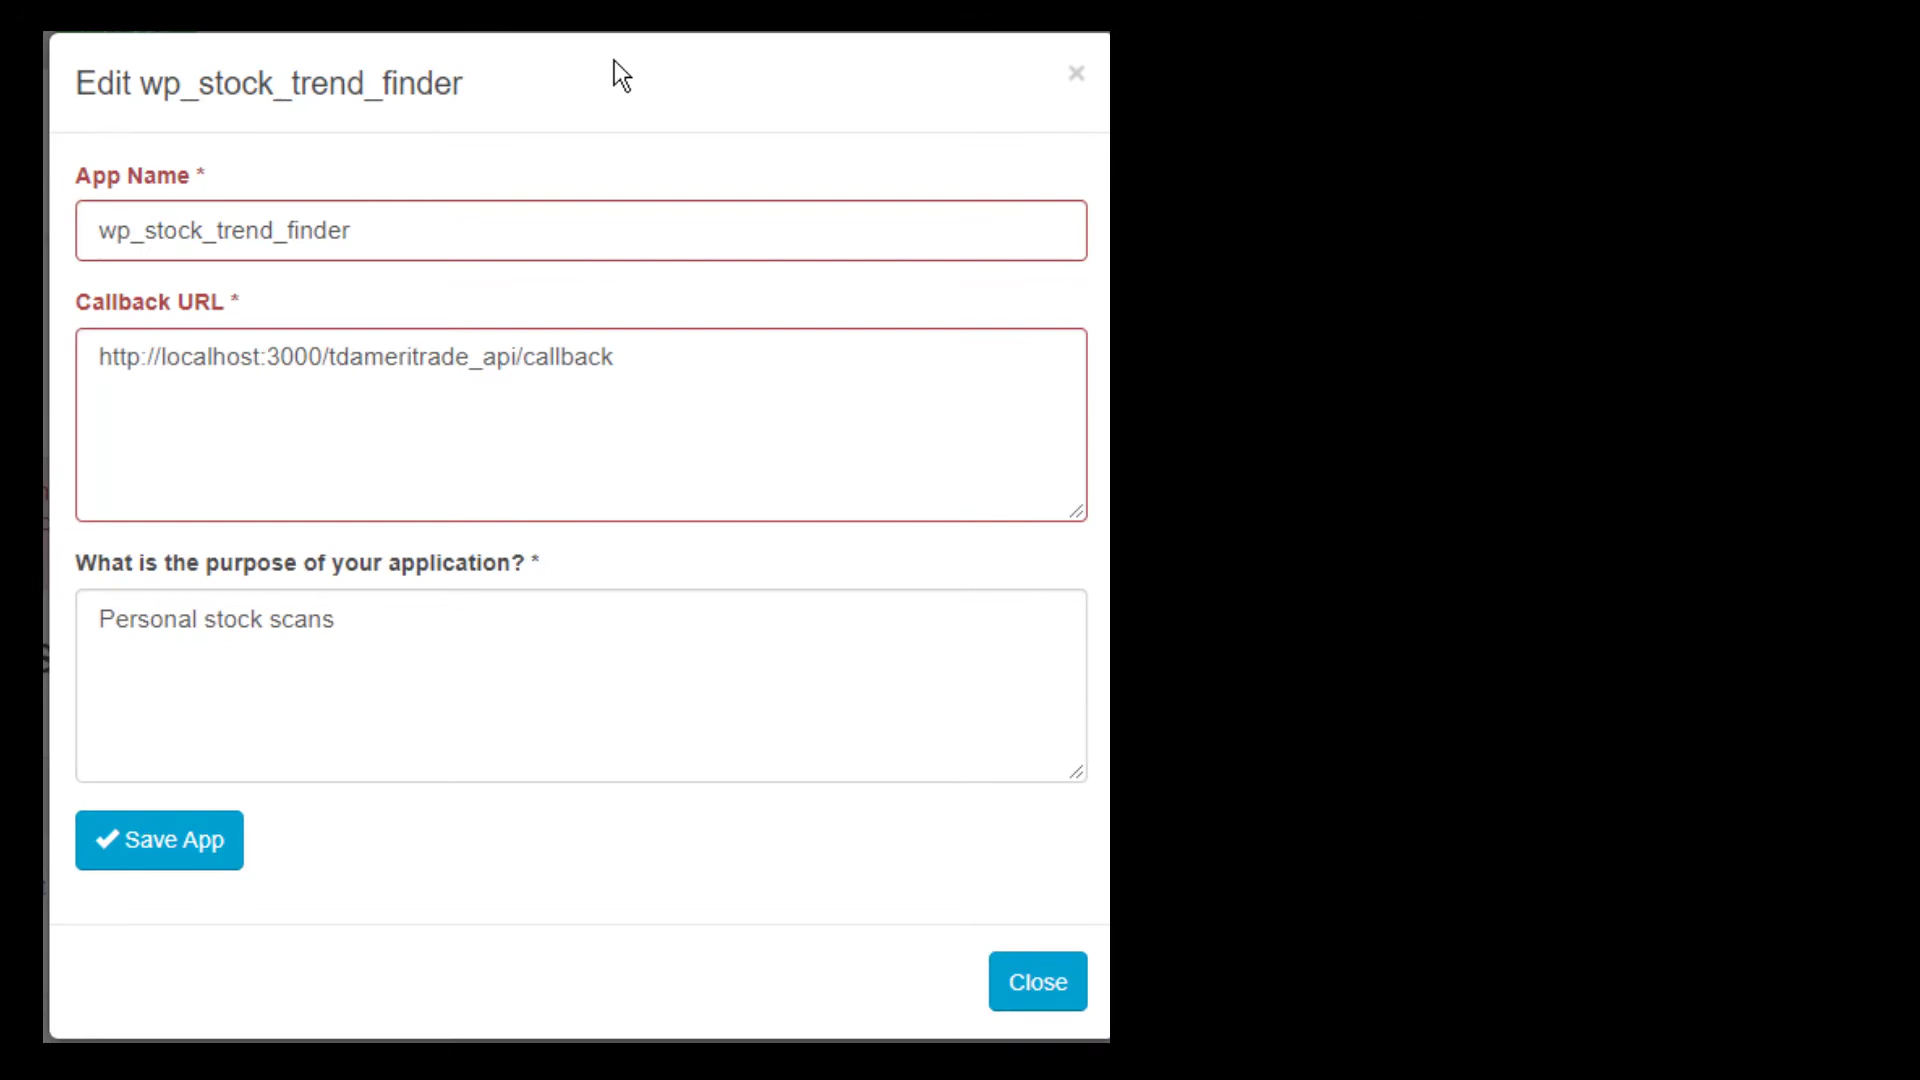 Edit wp_stock_trend_finder
×
App Name *
wp_stock_trend_finder
Callback URL *
http://localhost:3000/tdameritrade_api/callback
What is the purpose of your application? *
Personal stock scans
Save App
Close